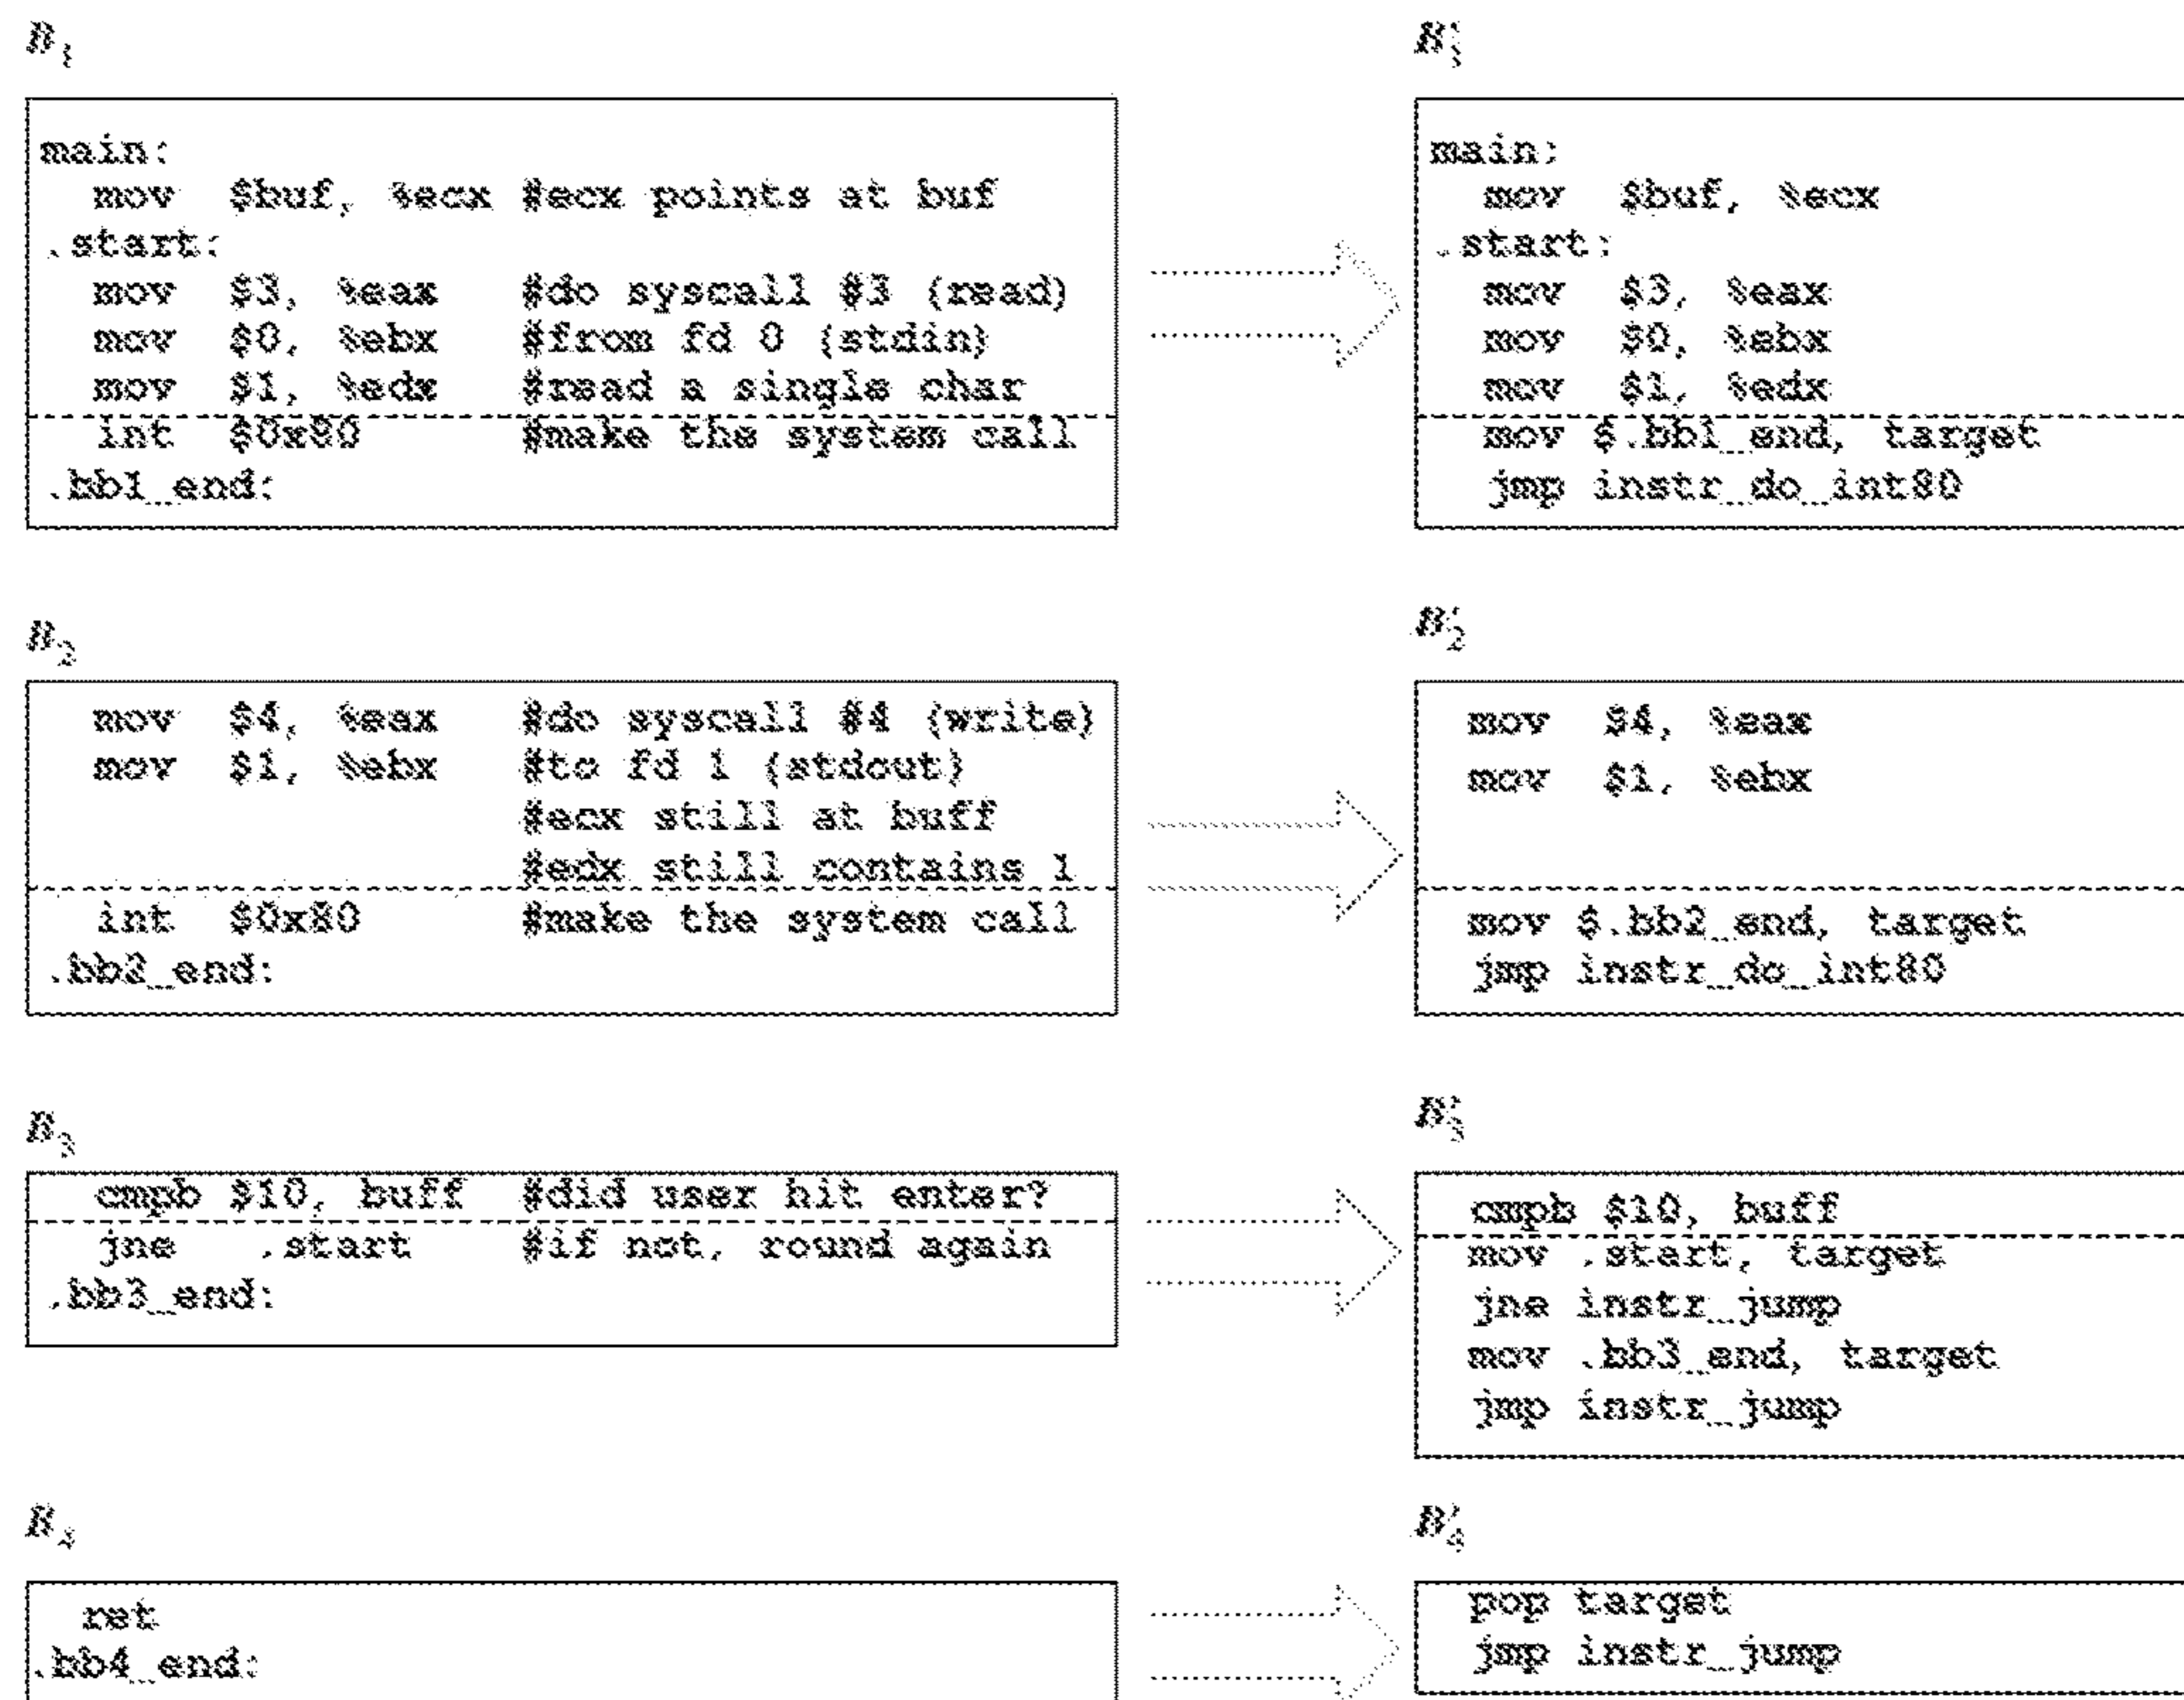 B₁
main:
mov $buf, %ecx #ecx points at buf
.start:
mov $3, %eax #do syscall #3 (read)
mov $0, %ebx #from fd 0 (stdin)
mov $1, %edx #read a single char
int $0x80 #make the system call
.bb1_end:
B'₁
main:
mov $buf, %ecx
.start:
mov $3, %eax
mov $0, %ebx
mov $1, %edx
mov $.bb1_end, target
jmp instr_do_int80
B₂
mov $4, %eax #do syscall #4 (write)
mov $1, %ebx #to fd 1 (stdout)
#ecx still at buff
#edx still contains 1
int $0x80 #make the system call
.bb2_end:
B'₂
mov $4, %eax
mov $1, %ebx
mov $.bb2_end, target
jmp instr_do_int80
B₃
cmpb $10, buff #did user hit enter?
jne .start #if not, round again
.bb3_end:
B'₃
cmpb $10, buff
mov .start, target
jne instr_jump
mov .bb3_end, target
jmp instr_jump
B₄
ret
.bb4_end:
B'₄
pop target
jmp instr_jump